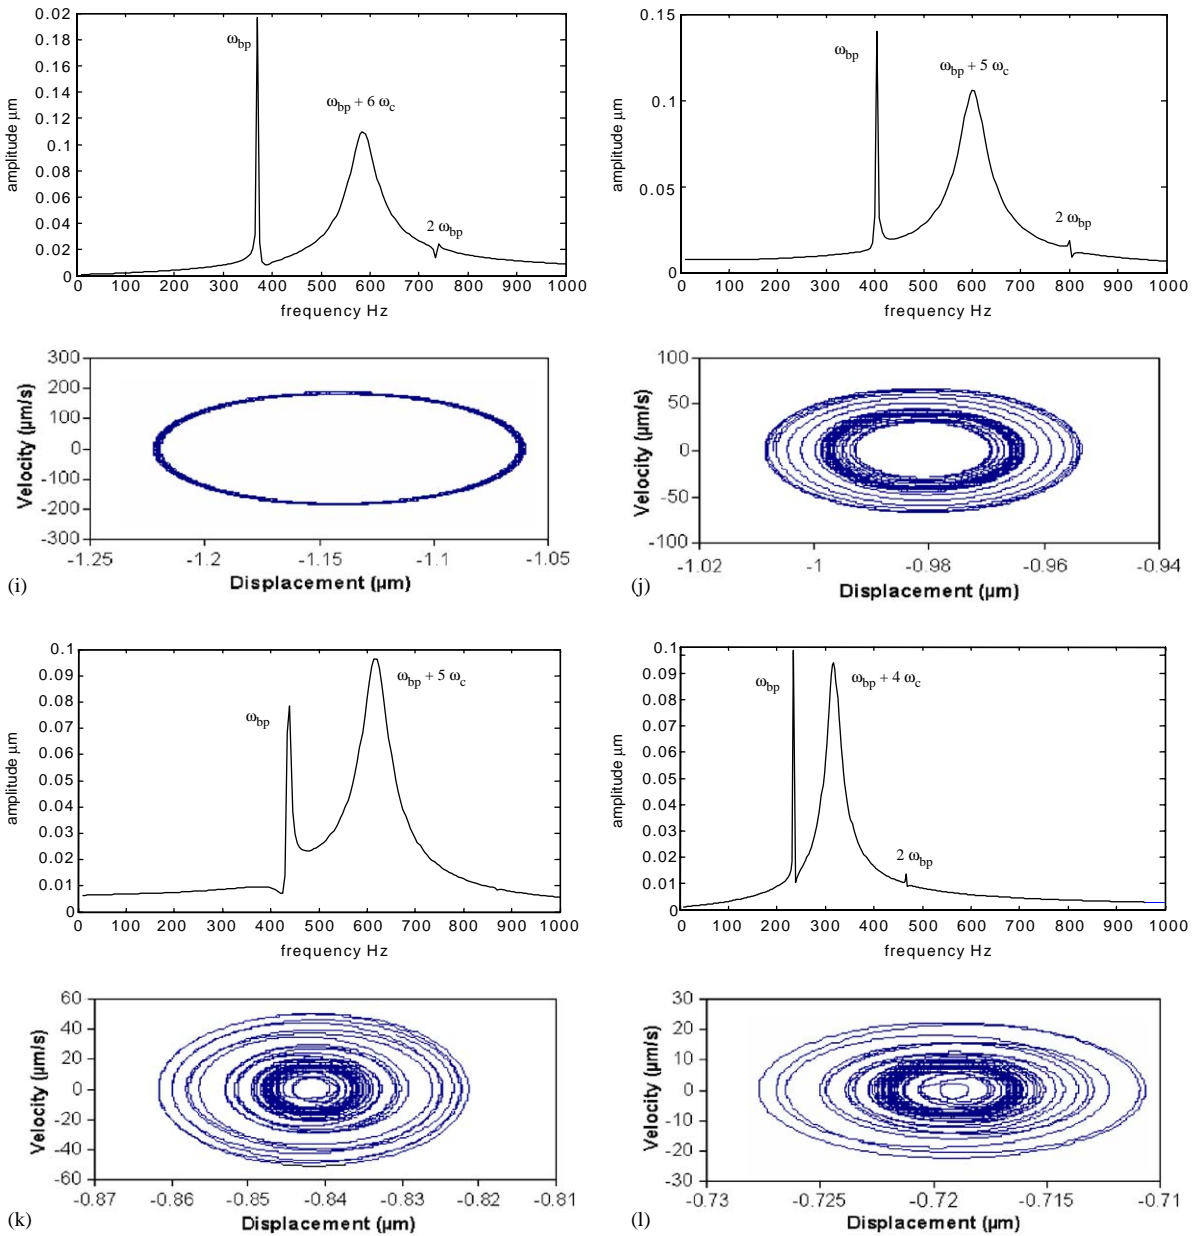 0.02
0.18
0.16
0.14
0.12
0.1
0.08
0.06
0.04
0.02
0
amplitude μm
ω_bp
ω_bp + 6 ω_c
2 ω_bp
0 100 200 300 400 500 600 700 800 900 1000
frequency Hz
0.15
0.1
0.05
0
amplitude μm
ω_bp
ω_bp + 5 ω_c
2 ω_bp
0 100 200 300 400 500 600 700 800 900 1000
frequency Hz
300
200
100
0
-100
-200
-300
Velocity (μm/s)
-1.25 -1.2 -1.15 -1.1 -1.05
Displacement (μm)
(i)
100
50
0
-50
-100
Velocity (μm/s)
-1.02 -1 -0.98 -0.96 -0.94
Displacement (μm)
(j)
0.1
0.09
0.08
0.07
0.06
0.05
0.04
0.03
0.02
0.01
0
amplitude μm
ω_bp
ω_bp + 5 ω_c
0 100 200 300 400 500 600 700 800 900 1000
frequency Hz
0.1
0.09
0.08
0.07
0.06
0.05
0.04
0.03
0.02
0.01
0
amplitude μm
ω_bp
ω_bp + 4 ω_c
2 ω_bp
0 100 200 300 400 500 600 700 800 900 1000
frequency Hz
60
40
20
0
-20
-40
-60
Velocity (μm/s)
-0.87 -0.86 -0.85 -0.84 -0.83 -0.82 -0.81
Displacement (μm)
(k)
30
20
10
0
-10
-20
-30
Velocity (μm/s)
-0.73 -0.725 -0.72 -0.715 -0.71
Displacement (μm)
(l)